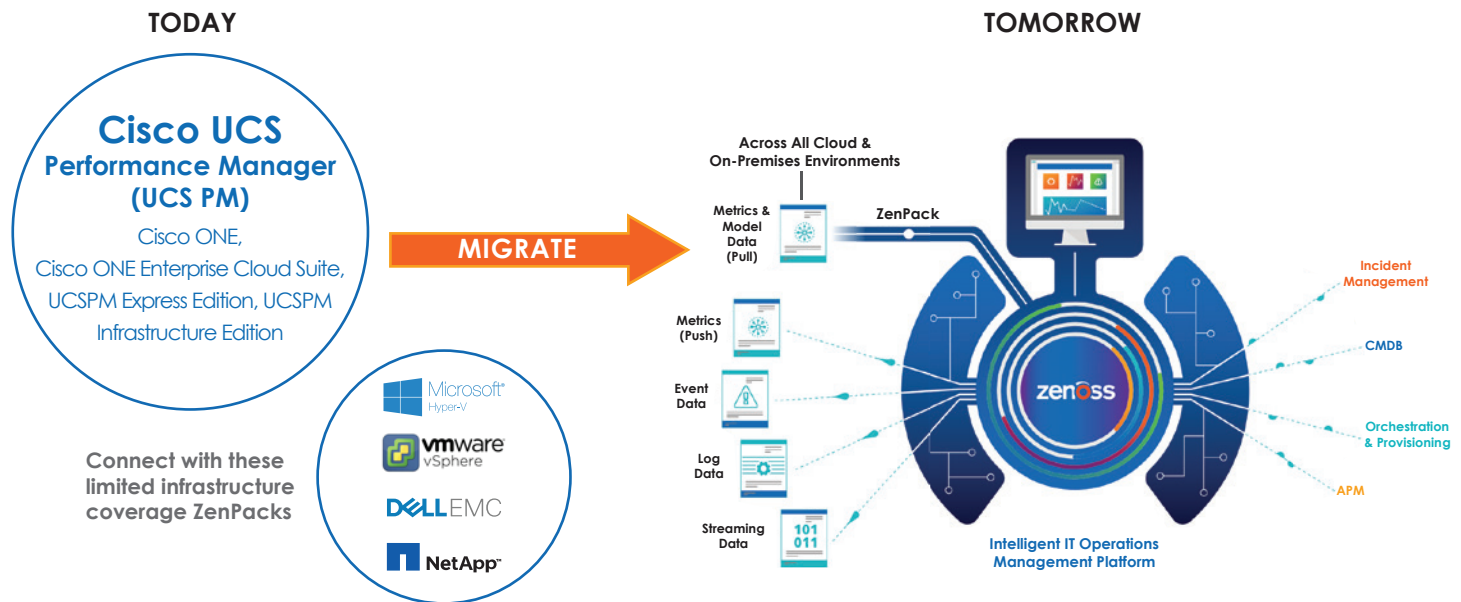 TODAY
Cisco UCS
Performance Manager
(UCS PM)
Cisco ONE,
Cisco ONE Enterprise Cloud Suite,
UCSPM Express Edition, UCSPM
Infrastructure Edition
Connect with these
limited infrastructure
coverage ZenPacks
Microsoft®
Hyper-V
vmware®
vSphere
DELLEMC
NetApp™
MIGRATE
TOMORROW
Across All Cloud &
On-Premises Environments
Metrics &
Model
Data
(Pull)
ZenPack
Metrics
(Push)
Event
Data
Log
Data
Streaming
Data
101
011
zenoss
Incident
Management
CMDB
Orchestration
& Provisioning
APM
Intelligent IT Operations
Management Platform